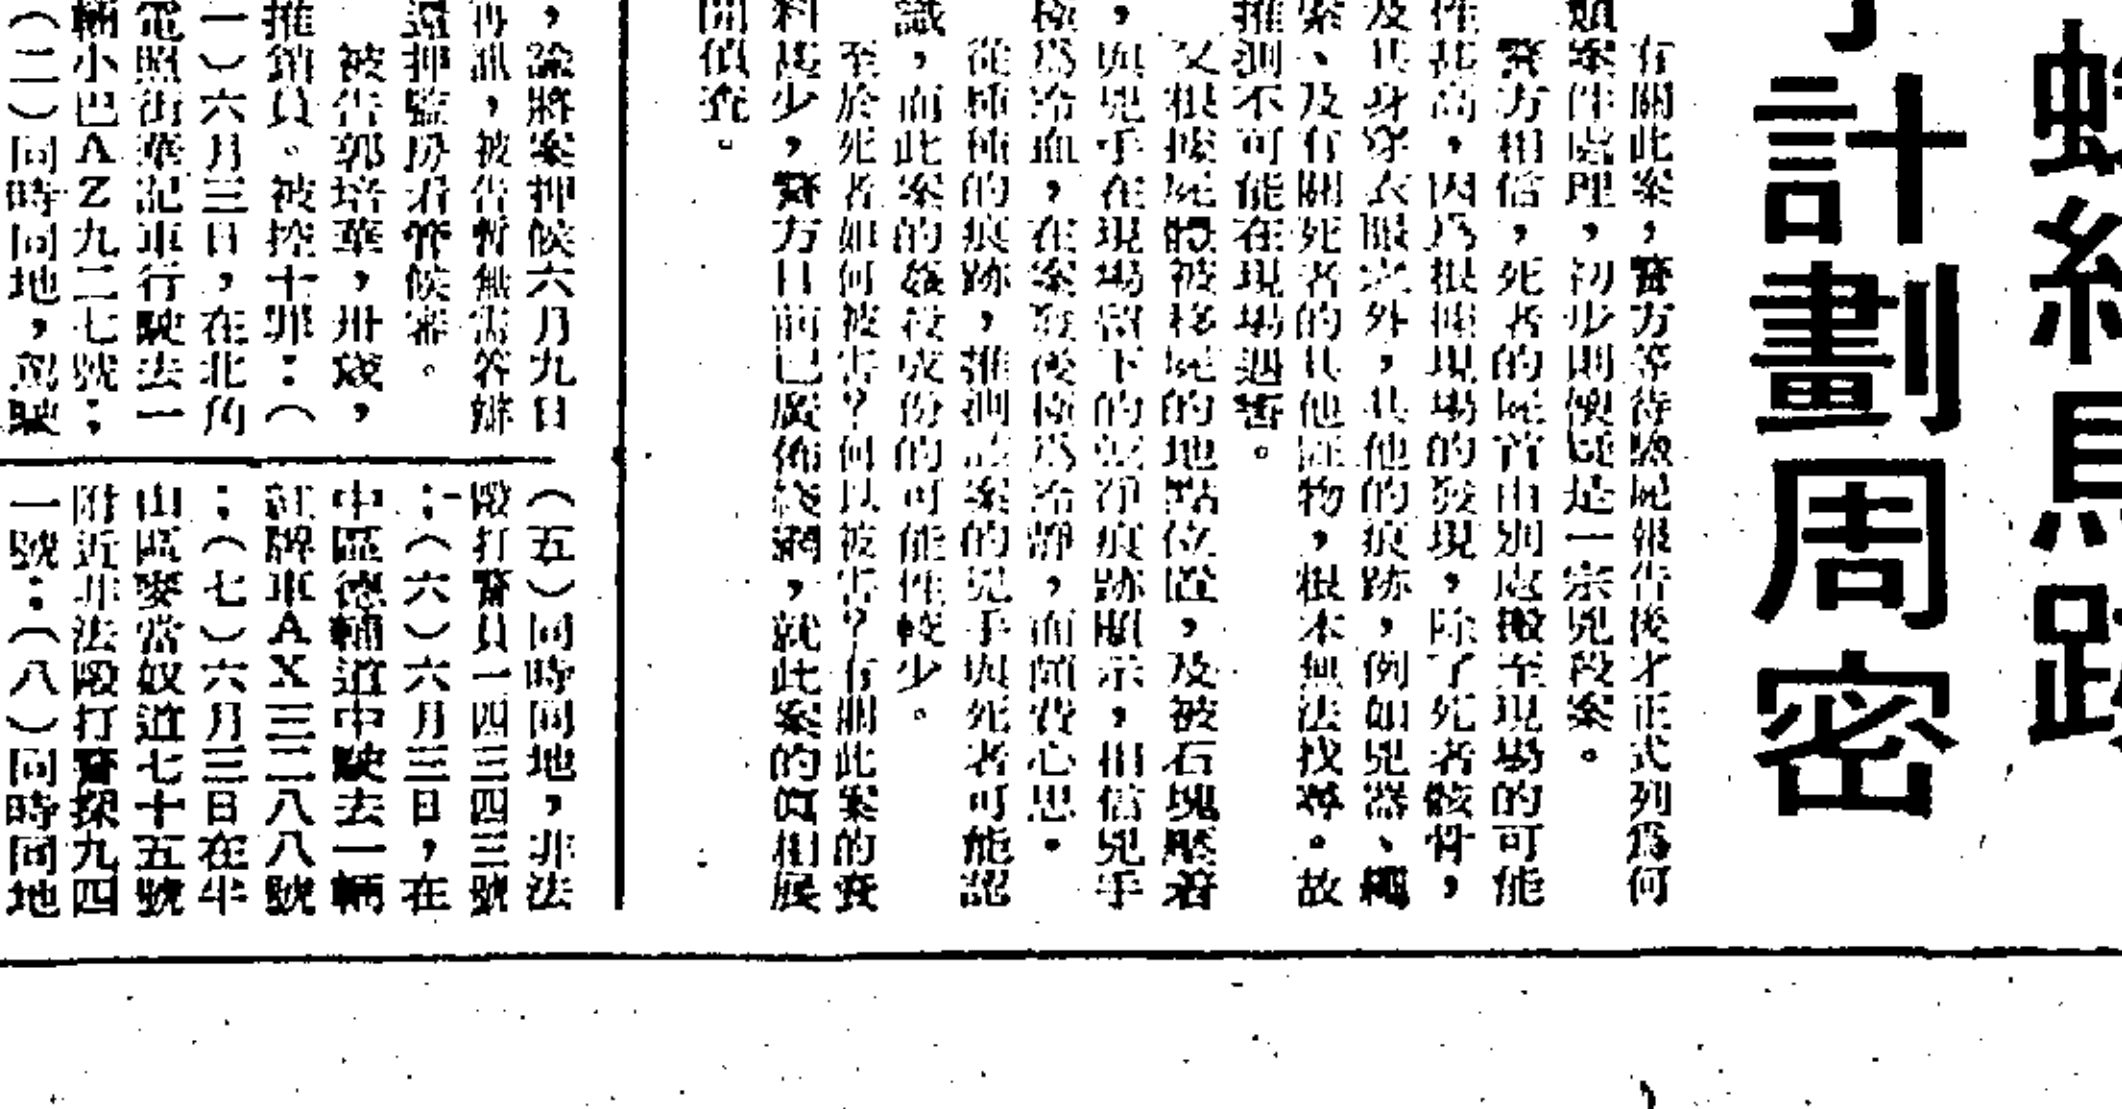 蛛絲馬跡
手計劃周密
有關此案，警方等待驗屍報告後才正式列爲何
類案件處理，初步則懷疑是一宗兇殺案。
警方相信，死者的屍首由別處搬至現場的可能
性甚高，因乃根據現場的發現，除了死者骸骨，
及其身穿衣服之外，其他的痕跡，例如兇器、繩
索、及有關死者的其他証物，根本無法找尋。故
推測不可能在現場遇害。
又根據屍體被移屍的地點位置，及被石塊壓着
，與兇手在現場留下的乾淨痕跡顯示，相信兇手
極爲冷血，在案發後極爲冷靜，而頗費心思。
從種種的痕跡，推測該案的兇手與死者可能認
識，而此案的姦殺成份的可能性較少。
至於死者如何被害？何以被害？有關此案的資
料甚少，警方目前已廣佈綫網，就此案的眞相展
開偵查。
，諭將案押候六月九日
再訊，被告暫無需答辯
還押監房看管候審。
被告郭培華，卅歲，
推銷員。被控十罪：（
一）六月三日，在北角
電照街華記車行駛去一
輛小巴ＡＺ九二七號；
（二）同時同地，駕駛
（五）同時同地，非法
毆打警員一四三四三號
；（六）六月三日，在
中區德輔道中駛去一輛
紅牌車ＡＸ三二八八號
；（七）六月三日在半
山區麥當奴道七十五號
附近非法毆打警探九四
一號；（八）同時同地